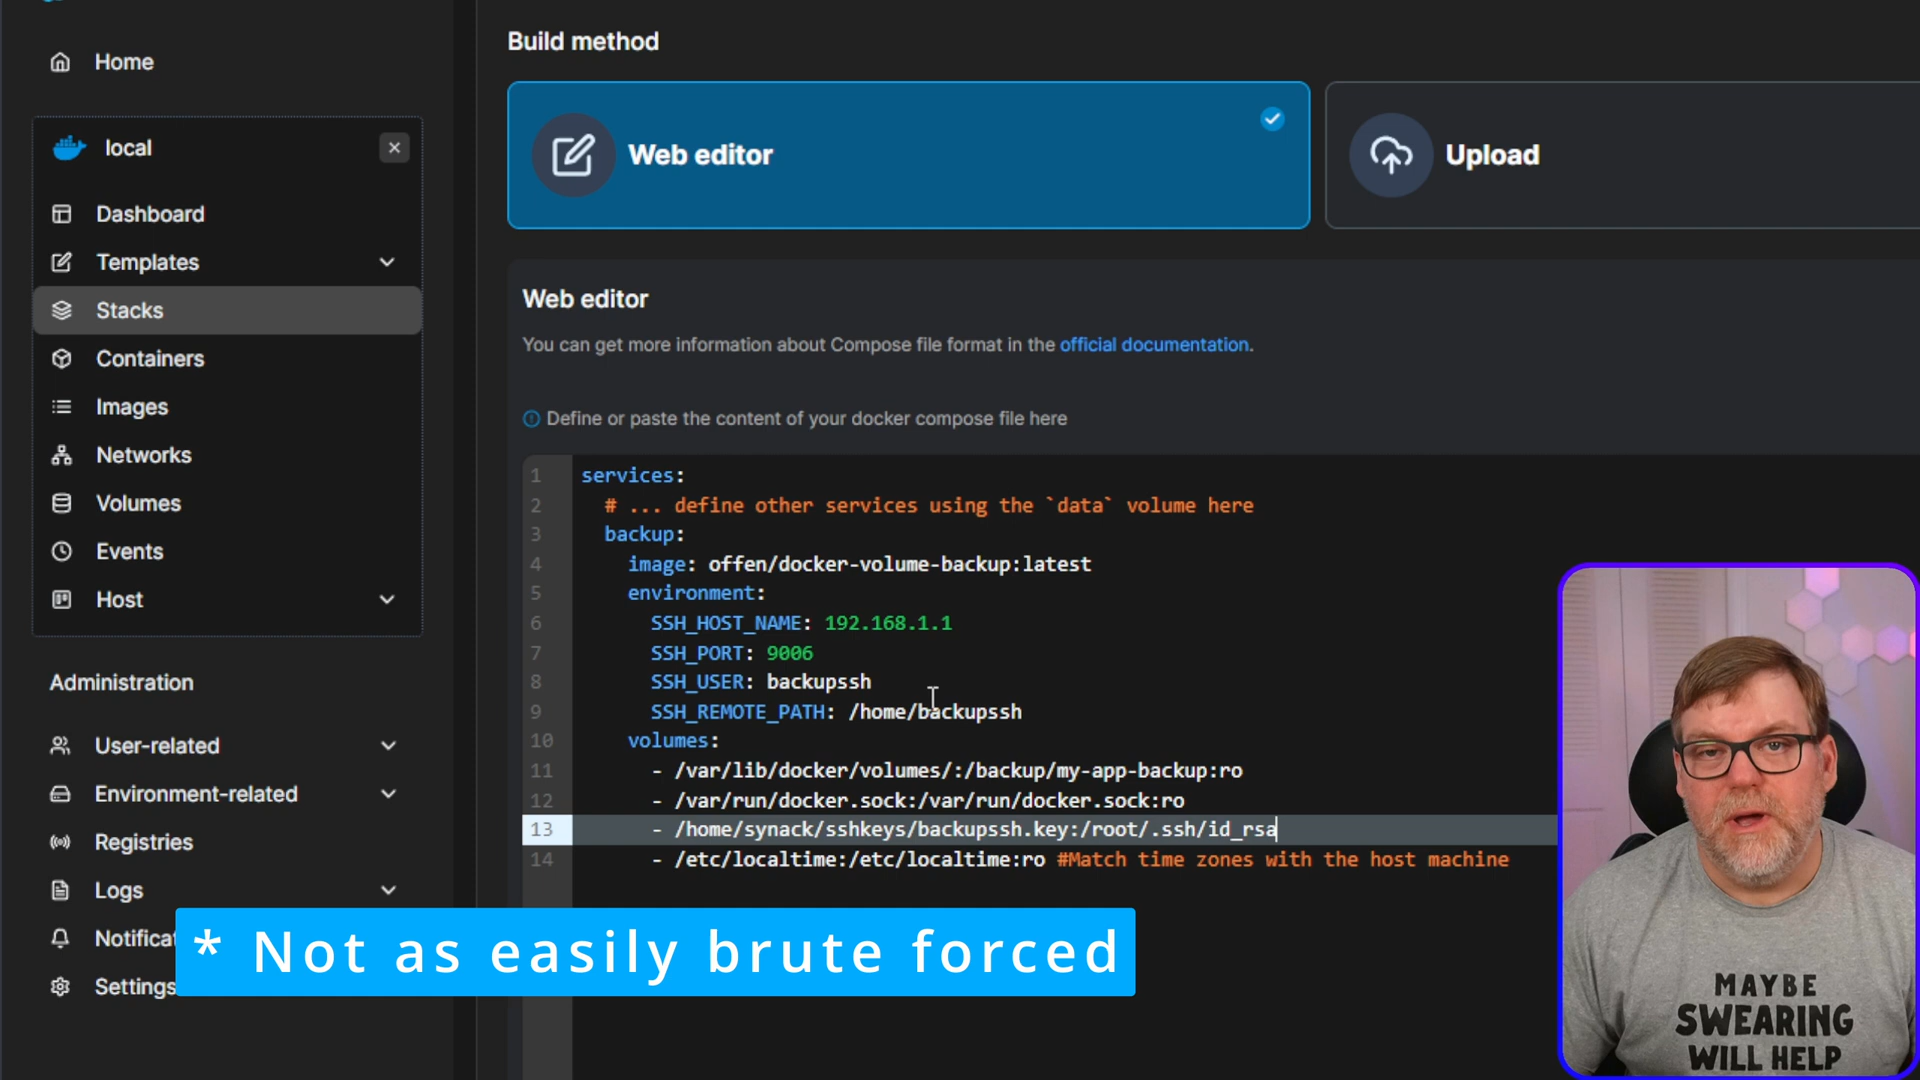 Home
local
Dashboard
Templates
Stacks
Containers
Images
Networks
Volumes
Events
Host
Administration
User-related
Environment-related
Registries
Logs
Notificat
Settings
Build method
Web editor
Upload
Web editor
You can get more information about Compose file format in the official documentation.
Define or paste the content of your docker compose file here
1 services:
2 # ... define other services using the `data` volume here
3 backup:
4 image: offen/docker-volume-backup:latest
5 environment:
6 SSH_HOST_NAME: 192.168.1.1
7 SSH_PORT: 9006
8 SSH_USER: backupssh
9 SSH_REMOTE_PATH: /home/backupssh
10 volumes:
11 - /var/lib/docker/volumes/:/backup/my-app-backup:ro
12 - /var/run/docker.sock:/var/run/docker.sock:ro
13 - /home/synack/sshkeys/backupssh.key:/root/.ssh/id_rsa
14 - /etc/localtime:/etc/localtime:ro #Match time zones with the host machine
* Not as easily brute forced
MAYBE
SWEARING
WILL HELP